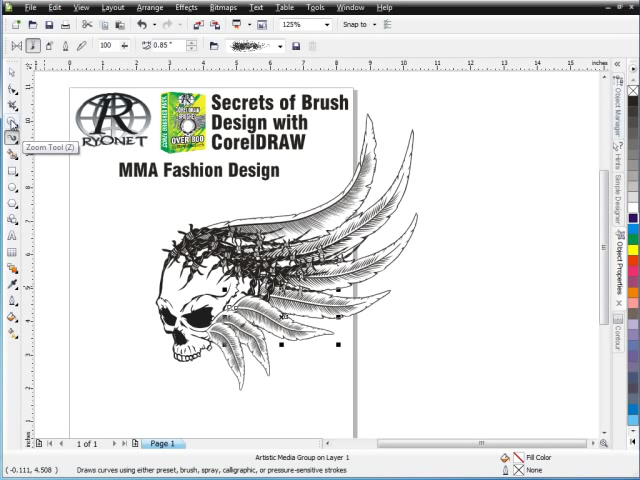 File Edit View Layout Arrange Effects Bitmaps Text Table Tools Window Help
125% Snap to
100 0.85 "
inches
Zoom Tool (Z)
RYONET
COREL DRAW
BRUSHES
OVER 800
Secrets of Brush
Design with
CorelDRAW
MMA Fashion Design
Object Manager
Hints
Simple Designer
Object Properties
Contour
1 of 1 Page 1
Artistic Media Group on Layer 1
Fill Color
( -0.111, 4.508 ) Draws curves using either preset, brush, spray, calligraphic, or pressure-sensitive strokes
None